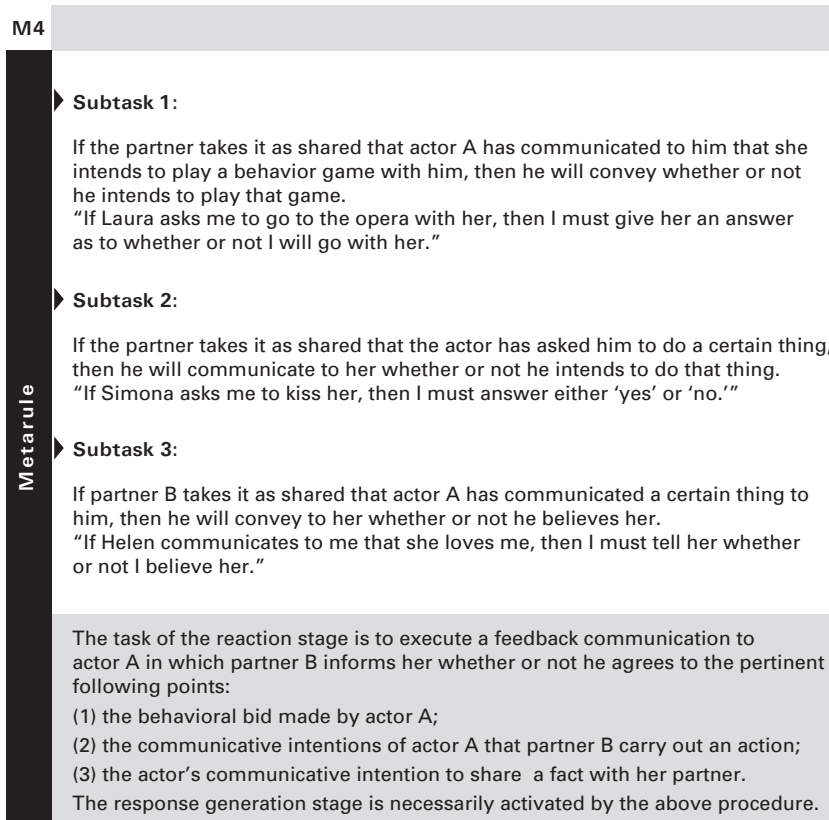 M4
Metarule
Subtask 1:
If the partner takes it as shared that actor A has communicated to him that she
intends to play a behavior game with him, then he will convey whether or not
he intends to play that game.
“If Laura asks me to go to the opera with her, then I must give her an answer
as to whether or not I will go with her.”
Subtask 2:
If the partner takes it as shared that the actor has asked him to do a certain thing,
then he will communicate to her whether or not he intends to do that thing.
“If Simona asks me to kiss her, then I must answer either ‘yes’ or ‘no.’”
Subtask 3:
If partner B takes it as shared that actor A has communicated a certain thing to
him, then he will convey to her whether or not he believes her.
“If Helen communicates to me that she loves me, then I must tell her whether
or not I believe her.”
The task of the reaction stage is to execute a feedback communication to
actor A in which partner B informs her whether or not he agrees to the pertinent
following points:
(1) the behavioral bid made by actor A;
(2) the communicative intentions of actor A that partner B carry out an action;
(3) the actor’s communicative intention to share a fact with her partner.
The response generation stage is necessarily activated by the above procedure.